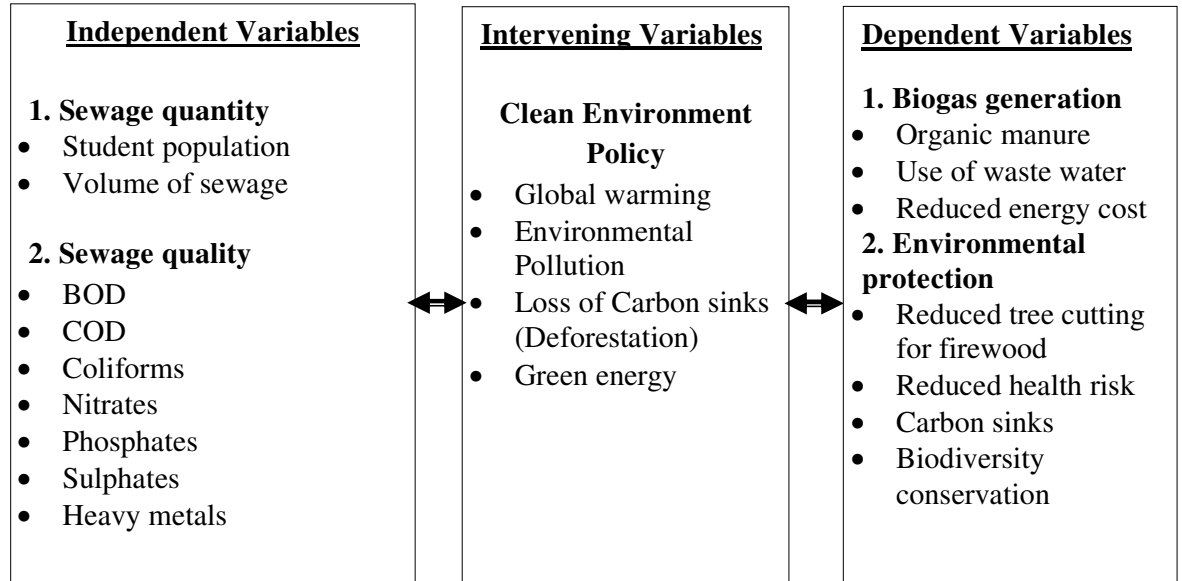 Independent Variables
1. Sewage quantity
• Student population
• Volume of sewage
2. Sewage quality
• BOD
• COD
• Coliforms
• Nitrates
• Phosphates
• Sulphates
• Heavy metals
Intervening Variables
Clean Environment
Policy
• Global warming
• Environmental
Pollution
• Loss of Carbon sinks
(Deforestation)
• Green energy
Dependent Variables
1. Biogas generation
• Organic manure
• Use of waste water
• Reduced energy cost
2. Environmental
protection
• Reduced tree cutting
for firewood
• Reduced health risk
• Carbon sinks
• Biodiversity
conservation